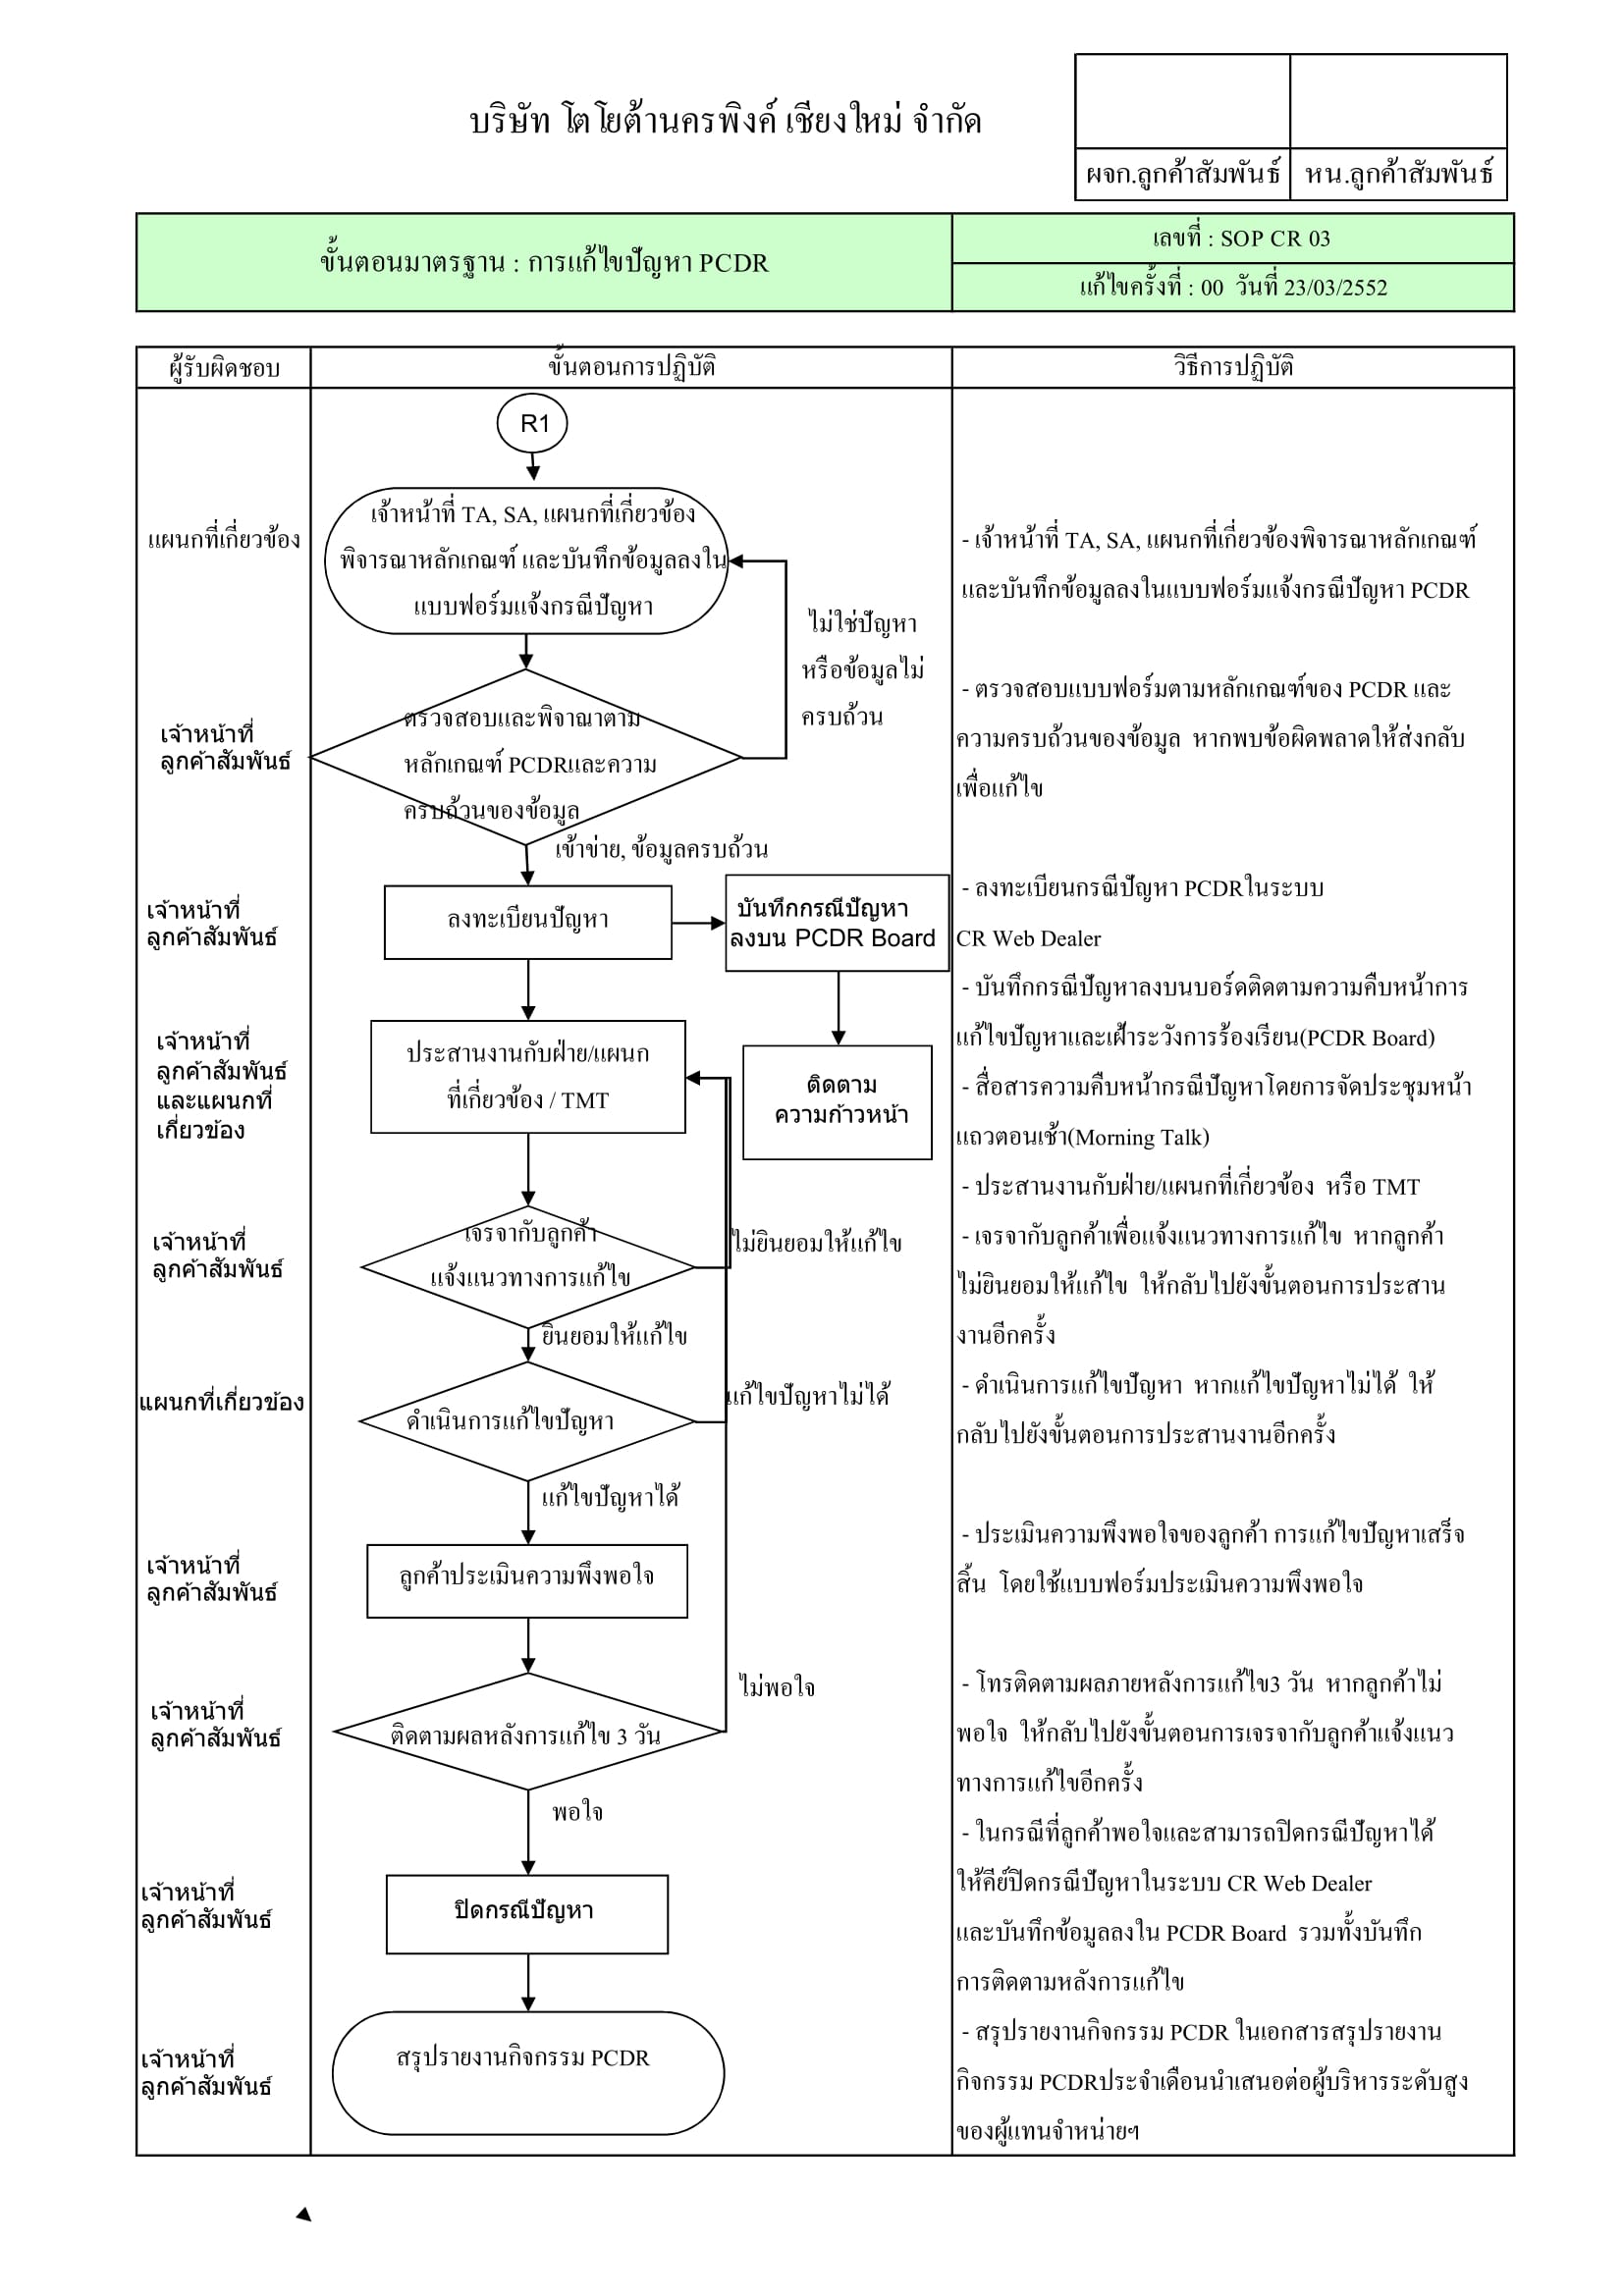 บริษัท โตโยต้านครพิงค์ เชียงใหม่ จำกัด
ผจก.ลูกค้าสัมพันธ์
หน.ลูกค้าสัมพันธ์
ขั้นตอนมาตรฐาน : การแก้ไขปัญหา PCDR
เลขที่ : SOP CR 03
แก้ไขครั้งที่ : 00 วันที่ 23/03/2552
ผู้รับผิดชอบ
ขั้นตอนการปฏิบัติ
วิธีการปฏิบัติ
R1
แผนกที่เกี่ยวข้อง
เจ้าหน้าที่ TA, SA, แผนกที่เกี่ยวข้อง
พิจารณาหลักเกณฑ์ และบันทึกข้อมูลลงใน
แบบฟอร์มแจ้งกรณีปัญหา
- เจ้าหน้าที่ TA, SA, แผนกที่เกี่ยวข้องพิจารณาหลักเกณฑ์
และบันทึกข้อมูลลงในแบบฟอร์มแจ้งกรณีปัญหา PCDR
ไม่ใช่ปัญหา
หรือข้อมูลไม่
ครบถ้วน
เจ้าหน้าที่
ลูกค้าสัมพันธ์
ตรวจสอบและพิจาณาตาม
หลักเกณฑ์ PCDRและความ
ครบถ้วนของข้อมูล
- ตรวจสอบแบบฟอร์มตามหลักเกณฑ์ของ PCDR และ
ความครบถ้วนของข้อมูล หากพบข้อผิดพลาดให้ส่งกลับ
เพื่อแก้ไข
เข้าข่าย, ข้อมูลครบถ้วน
เจ้าหน้าที่
ลูกค้าสัมพันธ์
ลงทะเบียนปัญหา
บันทึกกรณีปัญหา
ลงบน PCDR Board
- ลงทะเบียนกรณีปัญหา PCDRในระบบ
CR Web Dealer
- บันทึกกรณีปัญหาลงบนบอร์ดติดตามความคืบหน้าการ
แก้ไขปัญหาและเฝ้าระวังการร้องเรียน(PCDR Board)
- สื่อสารความคืบหน้ากรณีปัญหาโดยการจัดประชุมหน้า
แถวตอนเช้า(Morning Talk)
เจ้าหน้าที่
ลูกค้าสัมพันธ์
และแผนกที่
เกี่ยวข้อง
ประสานงานกับฝ่าย/แผนก
ที่เกี่ยวข้อง / TMT
ติดตาม
ความก้าวหน้า
- ประสานงานกับฝ่าย/แผนกที่เกี่ยวข้อง หรือ TMT
เจ้าหน้าที่
ลูกค้าสัมพันธ์
เจรจากับลูกค้า
แจ้งแนวทางการแก้ไข
ไม่ยินยอมให้แก้ไข
- เจรจากับลูกค้าเพื่อแจ้งแนวทางการแก้ไข หากลูกค้า
ไม่ยินยอมให้แก้ไข ให้กลับไปยังขั้นตอนการประสาน
งานอีกครั้ง
ยินยอมให้แก้ไข
แผนกที่เกี่ยวข้อง
ดำเนินการแก้ไขปัญหา
แก้ไขปัญหาไม่ได้
- ดำเนินการแก้ไขปัญหา หากแก้ไขปัญหาไม่ได้ ให้
กลับไปยังขั้นตอนการประสานงานอีกครั้ง
แก้ไขปัญหาได้
เจ้าหน้าที่
ลูกค้าสัมพันธ์
ลูกค้าประเมินความพึงพอใจ
- ประเมินความพึงพอใจของลูกค้า การแก้ไขปัญหาเสร็จ
สิ้น โดยใช้แบบฟอร์มประเมินความพึงพอใจ
ไม่พอใจ
เจ้าหน้าที่
ลูกค้าสัมพันธ์
ติดตามผลหลังการแก้ไข 3 วัน
- โทรติดตามผลภายหลังการแก้ไข3 วัน หากลูกค้าไม่
พอใจ ให้กลับไปยังขั้นตอนการเจรจากับลูกค้าแจ้งแนว
ทางการแก้ไขอีกครั้ง
พอใจ
เจ้าหน้าที่
ลูกค้าสัมพันธ์
ปิดกรณีปัญหา
- ในกรณีที่ลูกค้าพอใจและสามารถปิดกรณีปัญหาได้
ให้คีย์ปิดกรณีปัญหาในระบบ CR Web Dealer
และบันทึกข้อมูลลงใน PCDR Board รวมทั้งบันทึก
การติดตามหลังการแก้ไข
เจ้าหน้าที่
ลูกค้าสัมพันธ์
สรุปรายงานกิจกรรม PCDR
- สรุปรายงานกิจกรรม PCDR ในเอกสารสรุปรายงาน
กิจกรรม PCDRประจำเดือนนำเสนอต่อผู้บริหารระดับสูง
ของผู้แทนจำหน่ายฯ